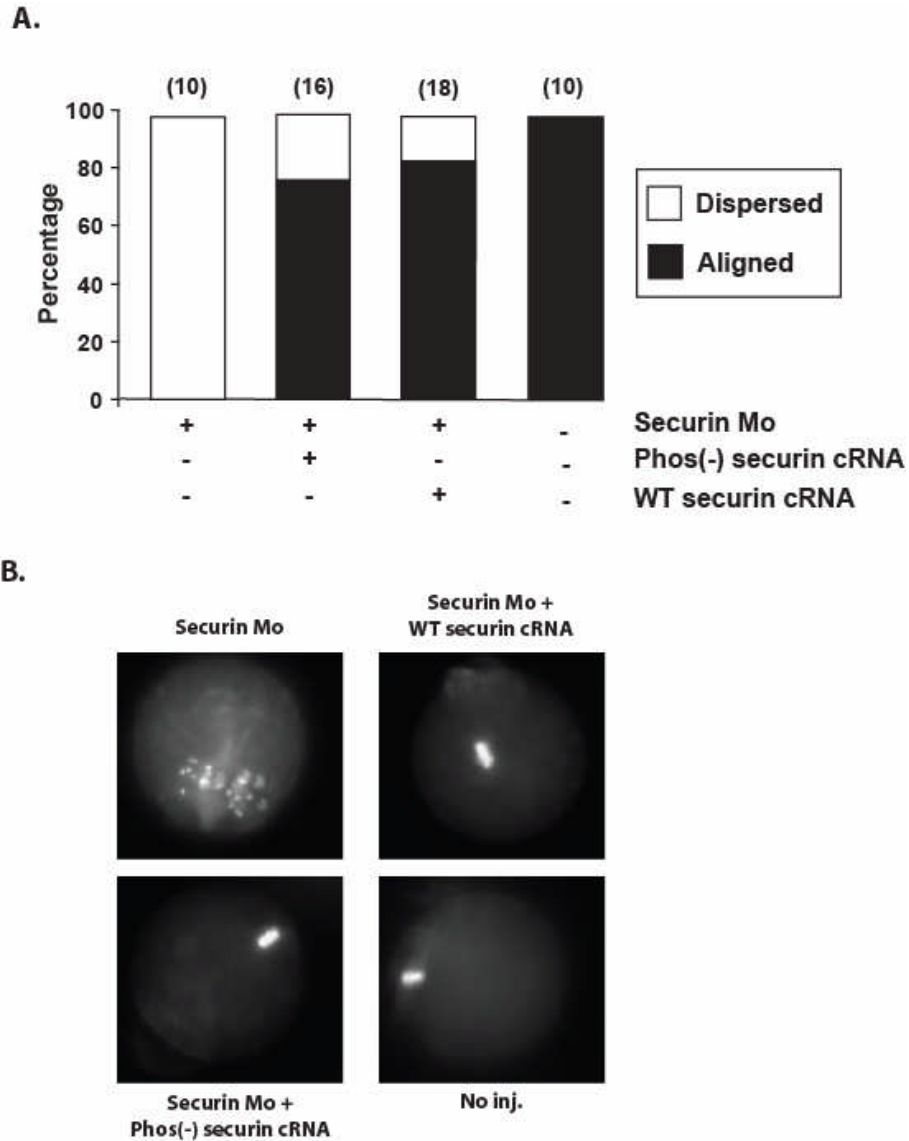 A.
(10) (16) (18) (10)
100
80
60
40
20
0
Percentage
Dispersed
Aligned
+ + + - Securin Mo
- + - - Phos(-) securin cRNA
- - + - WT securin cRNA
B.
Securin Mo
Securin Mo +
WT securin cRNA
Securin Mo +
Phos(-) securin cRNA
No inj.